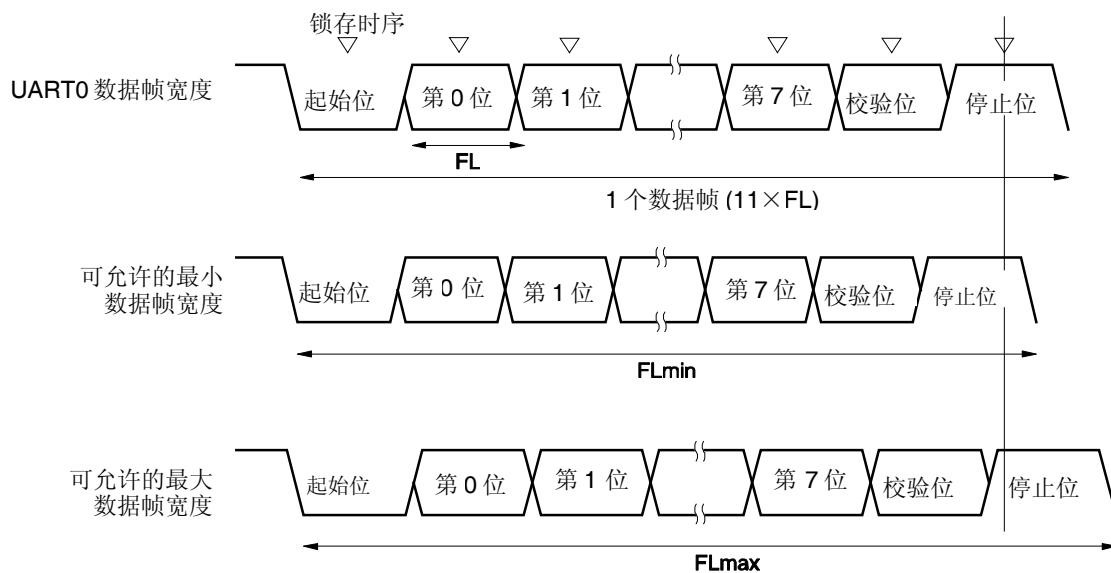 锁存时序
UART0 数据帧宽度
起始位
第 0 位
第 1 位
第 7 位
校验位
停止位
FL
1 个数据帧 (11×FL)
可允许的最小
数据帧宽度
起始位
第 0 位
第 1 位
第 7 位
校验位
停止位
FLmin
可允许的最大
数据帧宽度
起始位
第 0 位
第 1 位
第 7 位
校验位
停止位
FLmax